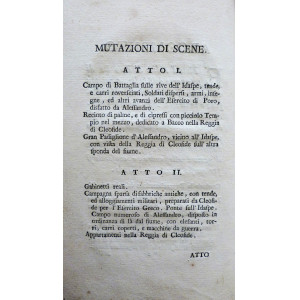 MUTAZIONI DI SCENE.
ATTO I.
Campo di Battaglia sulle rive dell'Idaspe, tende,
e carri rovesciati, Soldati dispersi, armi, inse-
gne, ed altri avanzi dell'Esercito di Poro,
disfatto da Alessandro.
Recinto di palme, e di cipressi con picciolo Tem-
pio nel mezzo, dedicato a Bacco nella Reggia
di Cleofide.
Gran Padiglione d'Alessandro, vicino all'Idaspe,
con vista della Reggia di Cleofide sull'altra
sponda del fiume.
ATTO II.
Gabinetti reali.
Campagna sparsa di fabbriche antiche, con tende,
ed alloggiamenti militari, preparati da Cleofi-
de per l'Esercito Greco. Ponte sull'Idaspe.
Campo numeroso di Alessandro, disposto in
ordinanza di là dal fiume, con elefanti, tor-
ri, carri coperti, e macchine da guerra.
Appartamenti nella Reggia di Cleofide.
ATTO